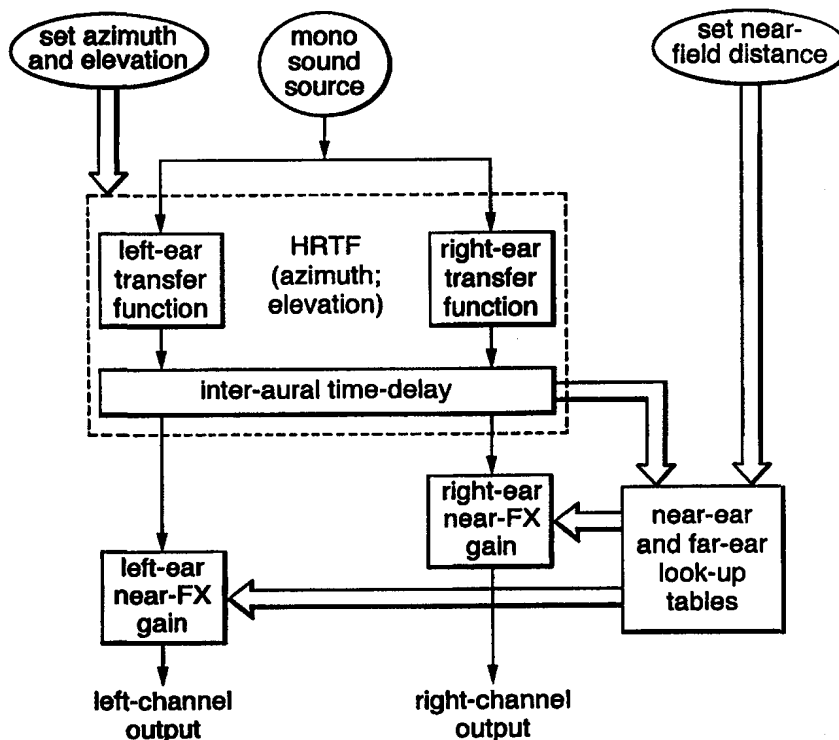 set azimuth
and elevation
mono
sound
source
set near-
field distance
left-ear
transfer
function
HRTF
(azimuth;
elevation)
right-ear
transfer
function
inter-aural time-delay
right-ear
near-FX
gain
near-ear
and far-ear
look-up
tables
left-ear
near-FX
gain
left-channel
output
right-channel
output